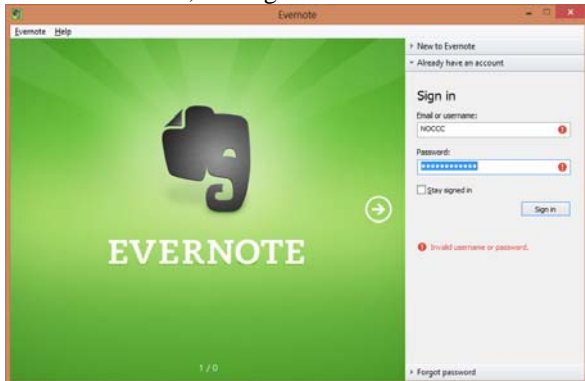 Evernote
Evernote Help
New to Evernote
Already have an account
Sign in
Email or username:
NOCCC
Password:
Stay signed in
Sign in
Invalid username or password.
EVERNOTE
1 / 0
Forgot password